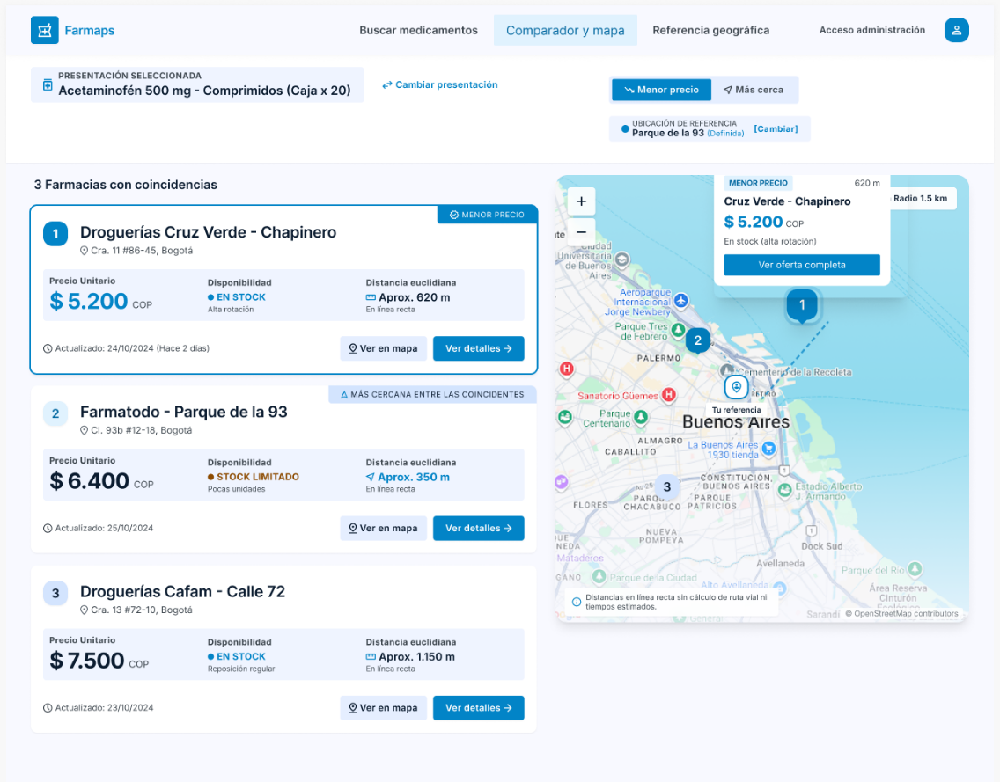 Farmaps
Buscar medicamentos
Comparador y mapa
Referencia geográfica
Acceso administración
PRESENTACIÓN SELECCIONADA
Acetaminofén 500 mg - Comprimidos (Caja x 20)
Cambiar presentación
Menor precio
Más cerca
UBICACIÓN DE REFERENCIA
Parque de la 93 (Definida)
[Cambiar]
3 Farmacias con coincidencias
MENOR PRECIO
1
Droguerías Cruz Verde - Chapinero
Cra. 11 #86-45, Bogotá
Precio Unitario
$ 5.200 COP
Disponibilidad
EN STOCK
Alta rotación
Distancia euclidiana
Aprox. 620 m
En línea recta
Actualizado: 24/10/2024 (Hace 2 días)
Ver en mapa
Ver detalles →
MÁS CERCANA ENTRE LAS COINCIDENTES
2
Farmatodo - Parque de la 93
Cl. 93b #12-18, Bogotá
Precio Unitario
$ 6.400 COP
Disponibilidad
STOCK LIMITADO
Pocas unidades
Distancia euclidiana
Aprox. 350 m
En línea recta
Actualizado: 25/10/2024
Ver en mapa
Ver detalles →
3
Droguerías Cafam - Calle 72
Cra. 13 #72-10, Bogotá
Precio Unitario
$ 7.500 COP
Disponibilidad
EN STOCK
Reposición regular
Distancia euclidiana
Aprox. 1.150 m
En línea recta
Actualizado: 23/10/2024
Ver en mapa
Ver detalles →
+
−
MENOR PRECIO
620 m
Cruz Verde - Chapinero
$ 5.200 COP
En stock (alta rotación)
Ver oferta completa
Radio 1.5 km
Ciudad
Universitaria
de Buenos
Aires
Aeroparque
Internacional
Jorge Newbery
1
Parque Tres
de Febrero
2
PALERMO
H
Cementerio de la Recoleta
RETIRO
Sanatorio Güemes
H
Tu referencia
Parque
Centenario
Buenos Aires
ALMAGRO
CABALLITO
La Buenos Aires
1930 tienda
1
CONSTITUCIÓN,
BUENOS AIRES
Au-25
3
Estadio Alberto
J. Armando
FLORES
PARQUE
CHACABUCO
PARQUE
PATRICIOS
NUEVA
POMPEYA
1
Dock Sud
Mataderos
Avellaneda
Parque de la Ciudad
Alto Avellaneda
Parque del Rio
Área Reserva
Cinturón
Ecológico
Distancias en línea recta sin cálculo de ruta vial ni
tiempos estimados.
General
Sarandí
© OpenStreetMap contributors